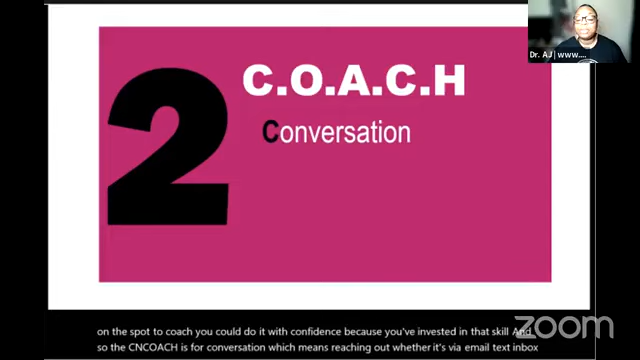 Dr. AJ | www....
2
C.O.A.C.H
Conversation
on the spot to coach you could do it with confidence because you've invested in that skill And
so the CNCOACH is for conversation which means reaching out whether it's via email text inbox
zoom